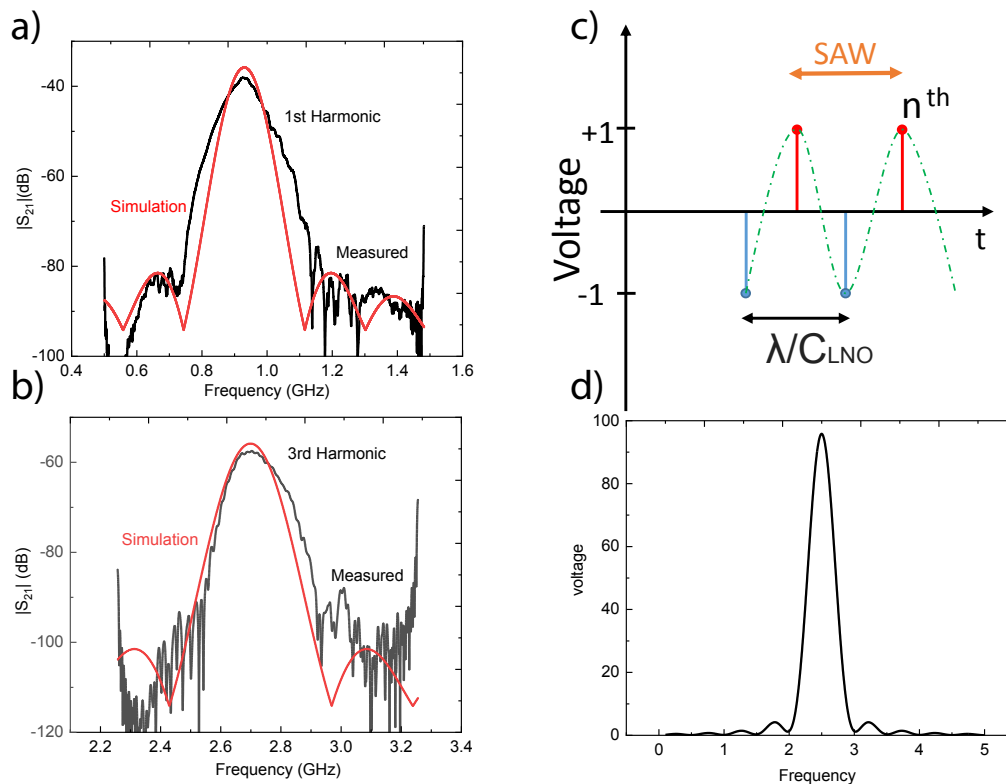 a)
|S21|(dB)
-40
-60
-80
-100
1st Harmonic
Simulation
Measured
0.4 0.6 0.8 1.0 1.2 1.4 1.6
Frequency (GHz)
b)
|S21| (dB)
-60
-80
-100
-120
3rd Harmonic
Simulation
Measured
2.2 2.4 2.6 2.8 3.0 3.2 3.4
Frequency (GHz)
c)
SAW
n th
Voltage
+1
-1
t
λ/CLNO
d)
voltage
100
80
60
40
20
0
0 1 2 3 4 5
Frequency